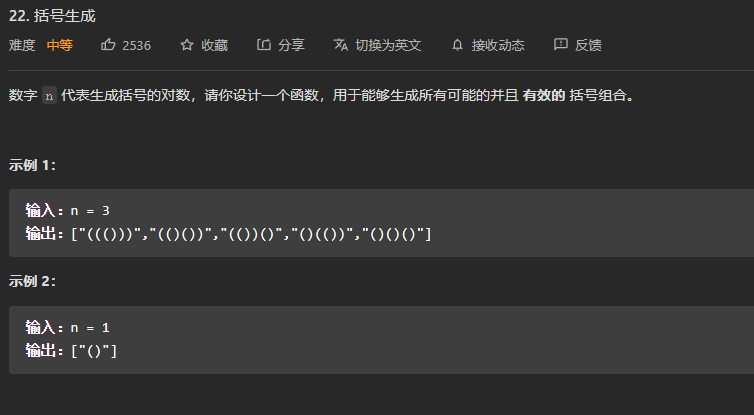 22. 括号生成
难度 中等 2536 收藏 分享 切换为英文 接收动态 反馈
数字 n 代表生成括号的对数，请你设计一个函数，用于能够生成所有可能的并且 有效的 括号组合。
示例 1：
输入：n = 3
输出：["((()))","(()())","(())()","()(())","()()()"]
示例 2：
输入：n = 1
输出：["()"]